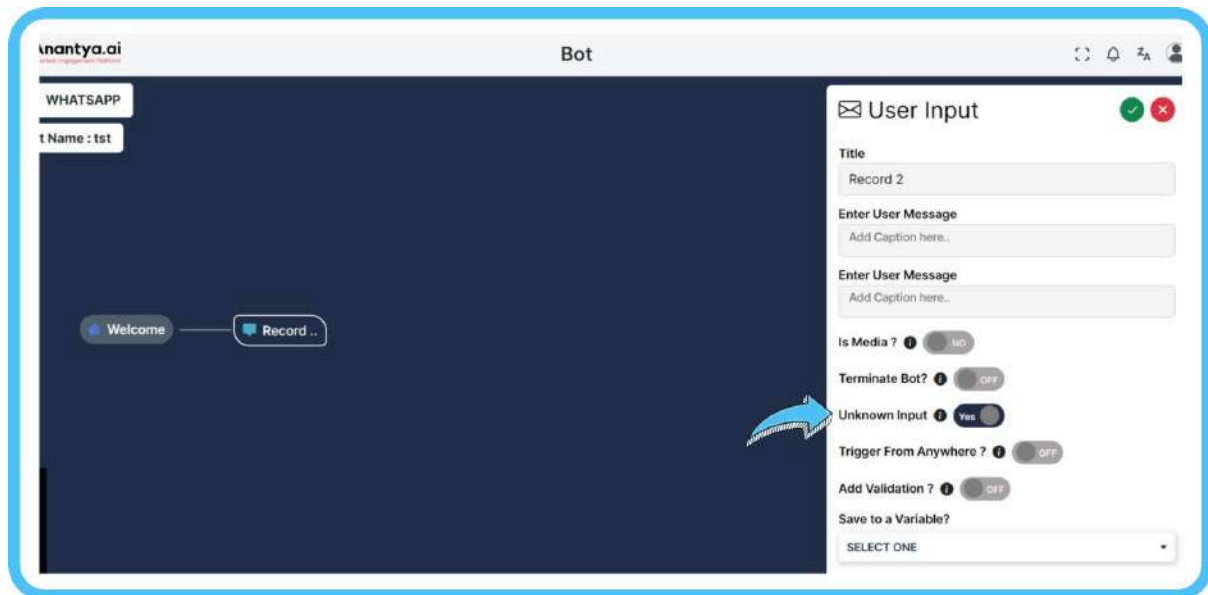 nantya.ai
Bot
WHATSAPP
t Name : tst
Welcome
Record ..
User Input
Title
Record 2
Enter User Message
Add Caption here..
Enter User Message
Add Caption here..
Is Media ? NO
Terminate Bot? OFF
Unknown Input Yes
Trigger From Anywhere ? OFF
Add Validation ? OFF
Save to a Variable?
SELECT ONE